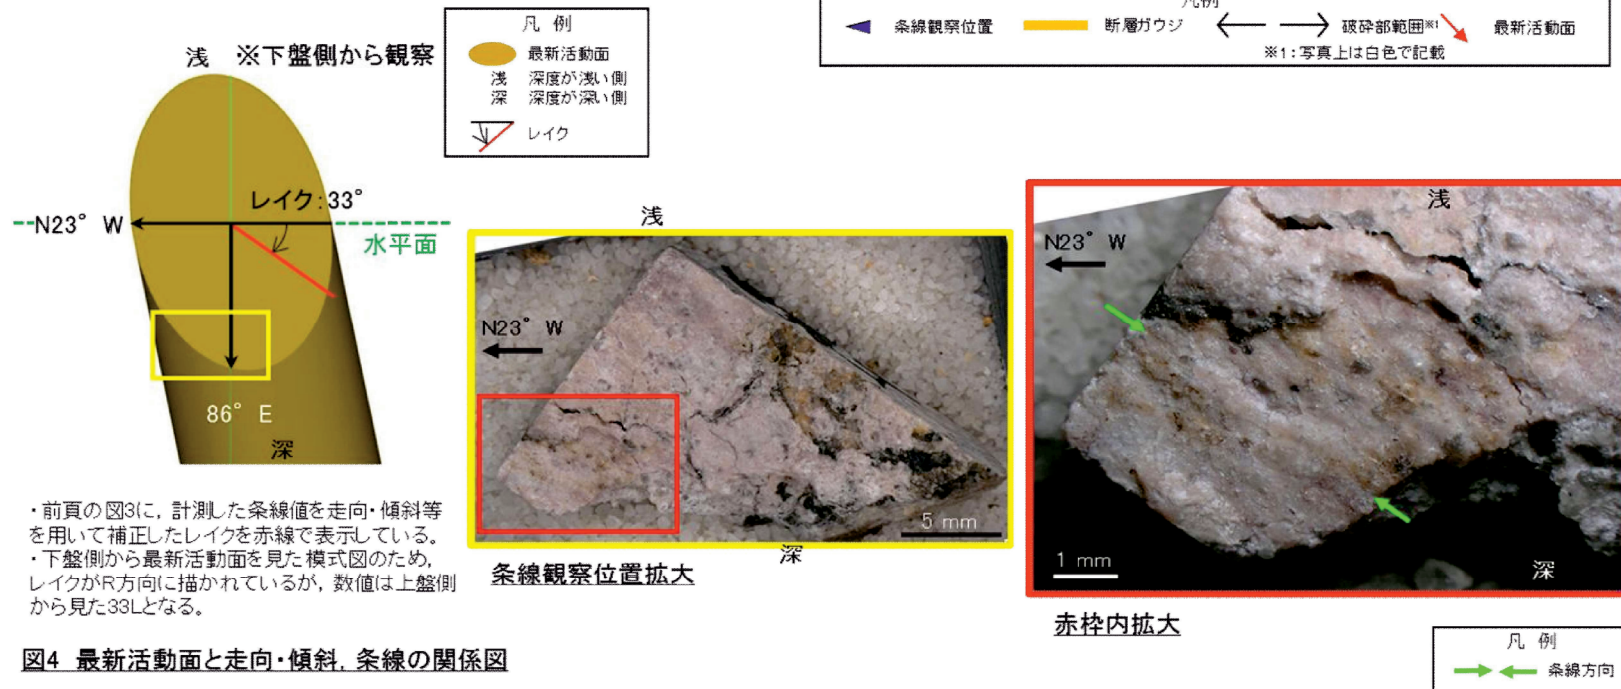 凡例
条線観察位置 断層ガウジ 破砕部範囲※1 最新活動面
※1:写真上は白色で記載
凡 例
最新活動面
浅 深度が浅い側
深 深度が深い側
レイク
浅 ※下盤側から観察
レイク:33°
N23° W
水平面
86° E
深
・前頁の図3に,計測した条線値を走向・傾斜等
を用いて補正したレイクを赤線で表示している。
・下盤側から最新活動面を見た模式図のため,
レイクがR方向に描かれているが,数値は上盤側
から見た33Lとなる。
図4 最新活動面と走向・傾斜,条線の関係図
浅
N23° W
5 mm
深
条線観察位置拡大
浅
N23° W
1 mm
深
赤枠内拡大
凡 例
条線方向